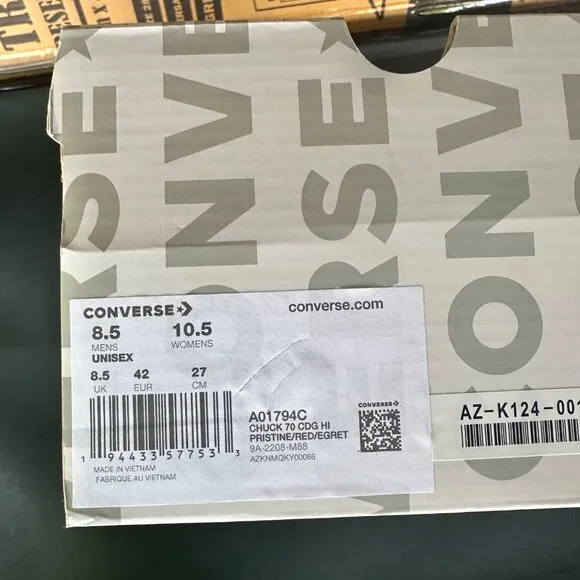 CONVERSE
converse.com
8.5 10.5
MENS WOMENS
UNISEX
8.5 42 27
UK EUR CM
A01794C
CHUCK 70 CDG HI
PRISTINE/RED/EGRET
9A-2208-M88
AZKNMQKY00066
CONVERSE
1 94433 57753 3
MADE IN VIETNAM
FABRIQUE AU VIETNAM
AZ-K124-001